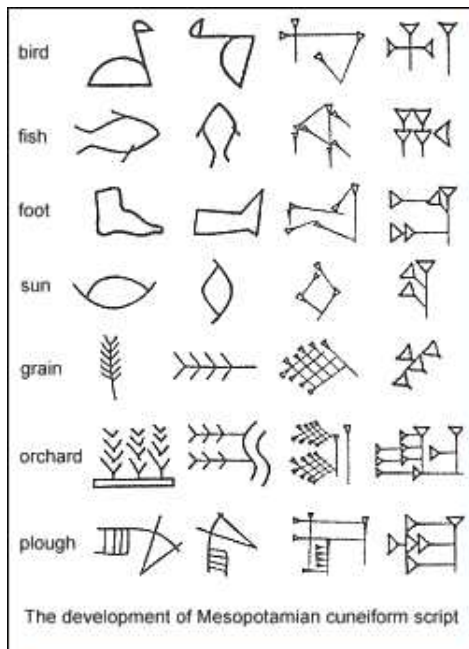 bird
fish
foot
sun
grain
orchard
plough
The development of Mesopotamian cuneiform script